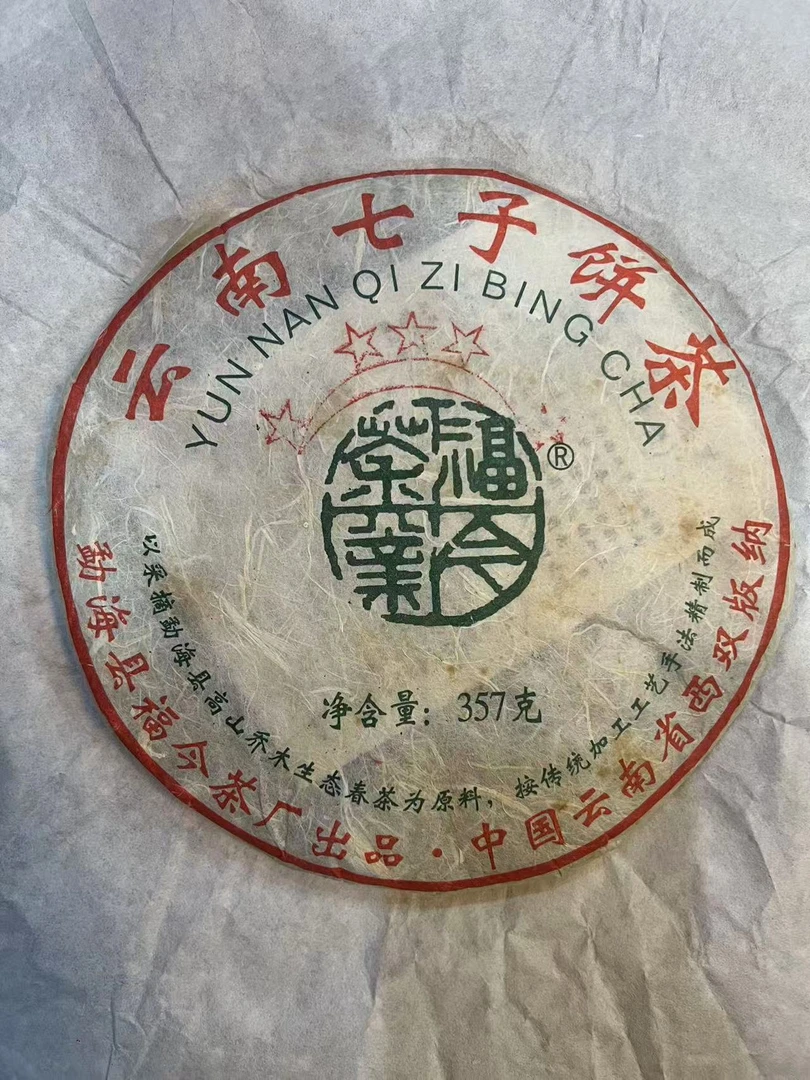 云南七子饼茶
YUN NAN QI ZI BING CHA
福今茶業
®
净含量：357克
以采摘勐海县高山乔木生态春茶为原料，按传统加工工艺手法精制而成
勐海县福今茶厂出品·中国云南省西双版纳